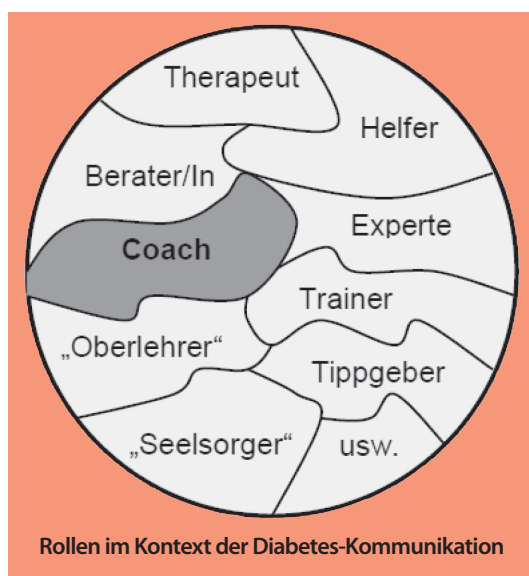 Therapeut
Helfer
Berater/In
Experte
Coach
Trainer
„Oberlehrer“
Tippgeber
„Seelsorger“
usw.
Rollen im Kontext der Diabetes-Kommunikation